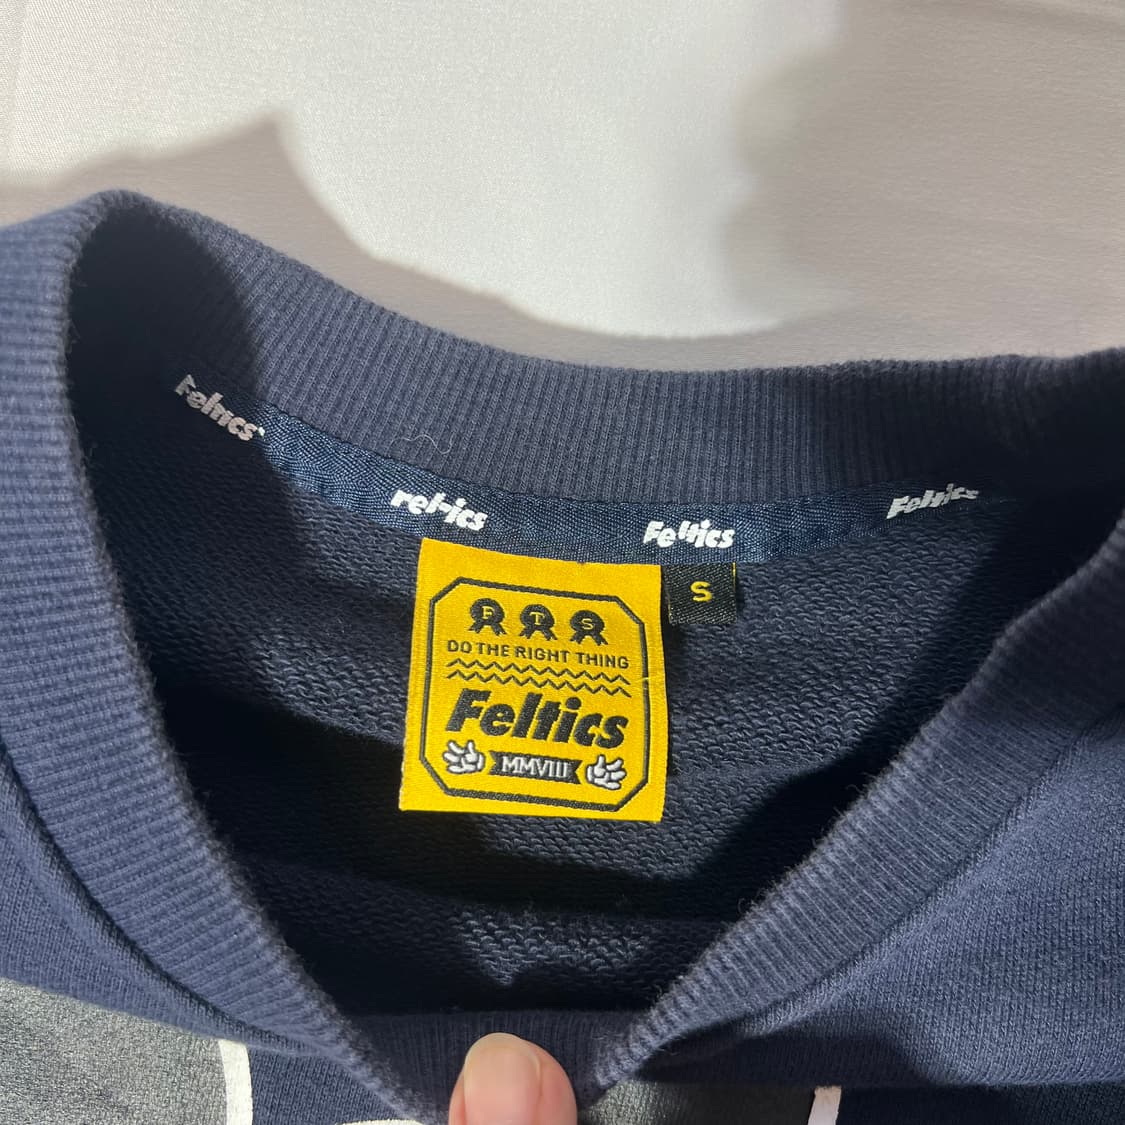 Feltics
Feltics
Feltics
Feltics
S
F T S
DO THE RIGHT THING
Feltics
MMVIII